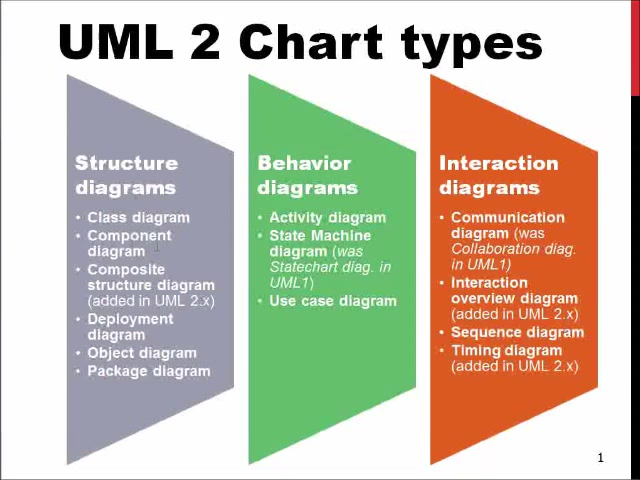 UML 2 Chart types
Structure
diagrams
• Class diagram
• Component
diagram
• Composite
structure diagram
(added in UML 2.x)
• Deployment
diagram
• Object diagram
• Package diagram
Behavior
diagrams
• Activity diagram
• State Machine
diagram (was
Statechart diag. in
UML1)
• Use case diagram
Interaction
diagrams
• Communication
diagram (was
Collaboration diag.
in UML1)
• Interaction
overview diagram
(added in UML 2.x)
• Sequence diagram
• Timing diagram
(added in UML 2.x)
1